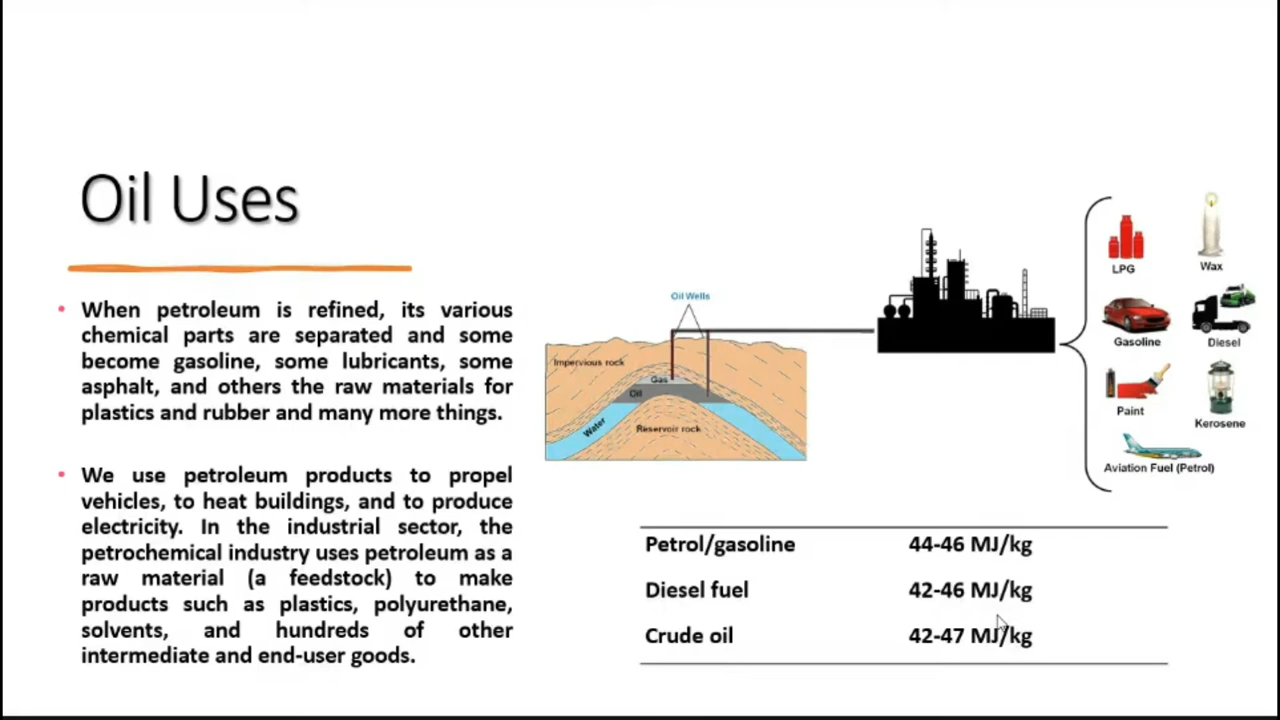 Oil Uses
• When petroleum is refined, its various
chemical parts are separated and some
become gasoline, some lubricants, some
asphalt, and others the raw materials for
plastics and rubber and many more things.
• We use petroleum products to propel
vehicles, to heat buildings, and to produce
electricity. In the industrial sector, the
petrochemical industry uses petroleum as a
raw material (a feedstock) to make
products such as plastics, polyurethane,
solvents, and hundreds of other
intermediate and end-user goods.
Oil Wells
Impervious rock
Gas
Oil
Water
Reservoir rock
LPG
Wax
Gasoline
Diesel
Paint
Kerosene
Aviation Fuel (Petrol)
Petrol/gasoline 44-46 MJ/kg
Diesel fuel 42-46 MJ/kg
Crude oil 42-47 MJ/kg